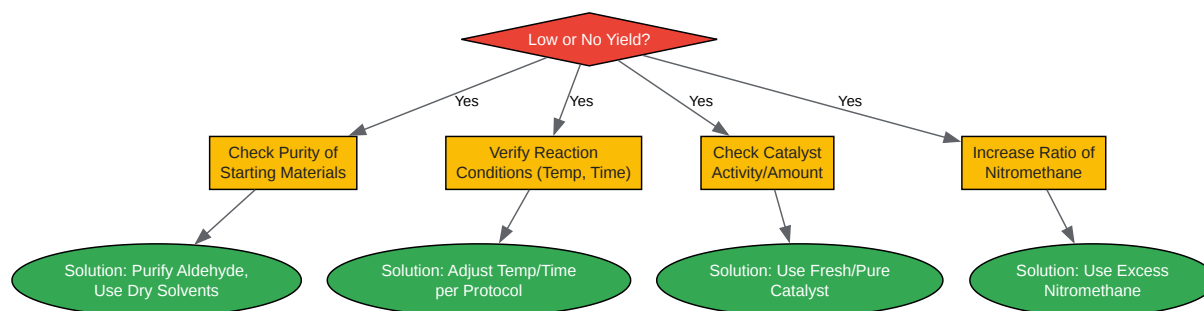 Low or No Yield?
Yes
Yes
Yes
Yes
Check Purity of
Starting Materials
Verify Reaction
Conditions (Temp, Time)
Check Catalyst
Activity/Amount
Increase Ratio of
Nitromethane
Solution: Purify Aldehyde,
Use Dry Solvents
Solution: Adjust Temp/Time
per Protocol
Solution: Use Fresh/Pure
Catalyst
Solution: Use Excess
Nitromethane